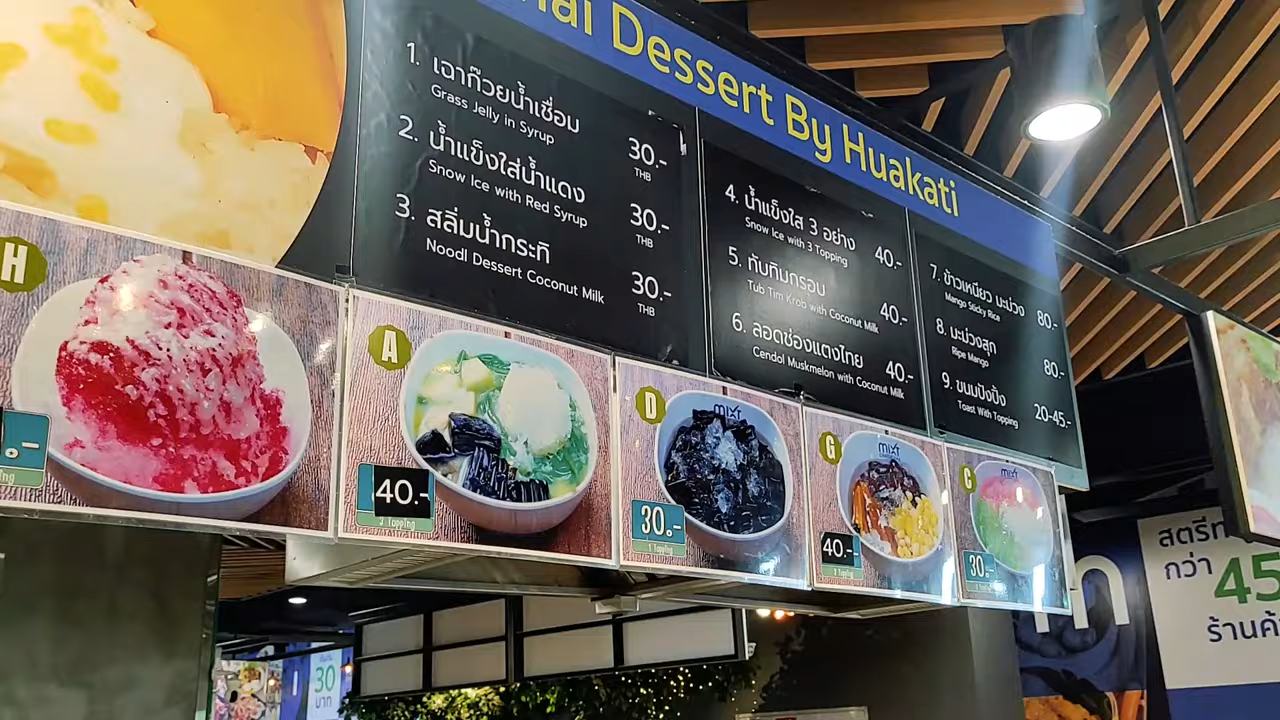 Dessert By Huakati
1. เฉาก๊วยน้ำเชื่อม 30.-
Grass Jelly in Syrup THB
2. น้ำแข็งใส่น้ำแดง 30.-
Snow Ice with Red Syrup THB
3. สลิ่มน้ำกระทิ 30.-
Noodl Dessert Coconut Milk THB
4. น้ำแข็งใส 3 อย่าง 40.-
Snow Ice with 3 Topping
5. ทับทิมกรอบ 40.-
Tub Tim Krob with Coconut Milk
6. ลอดช่องแตงไทย 40.-
Cendol Muskmelon with Coconut Milk
7. ข้าวเหนียว มะม่วง 80.-
Mango Sticky Rice
8. มะม่วงสุก 80.-
Ripe Mango
9. ขนมปังปิ้ง 20-45.-
Toast With Topping
H
A
40.-
3 Topping
D
mixt
30.-
1 Topping
G
mixt
40.-
C
mixt
30.-
กว่า 45
30
บาท